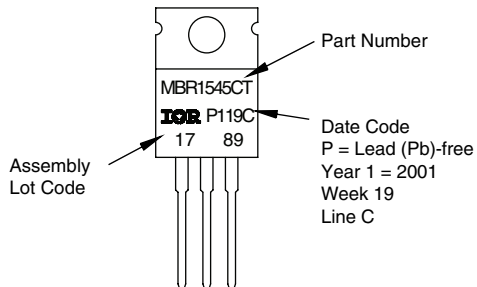 Part Number
MBR1545CT
IOR P119C
17 89
Assembly
Lot Code
Date Code
P = Lead (Pb)-free
Year 1 = 2001
Week 19
Line C